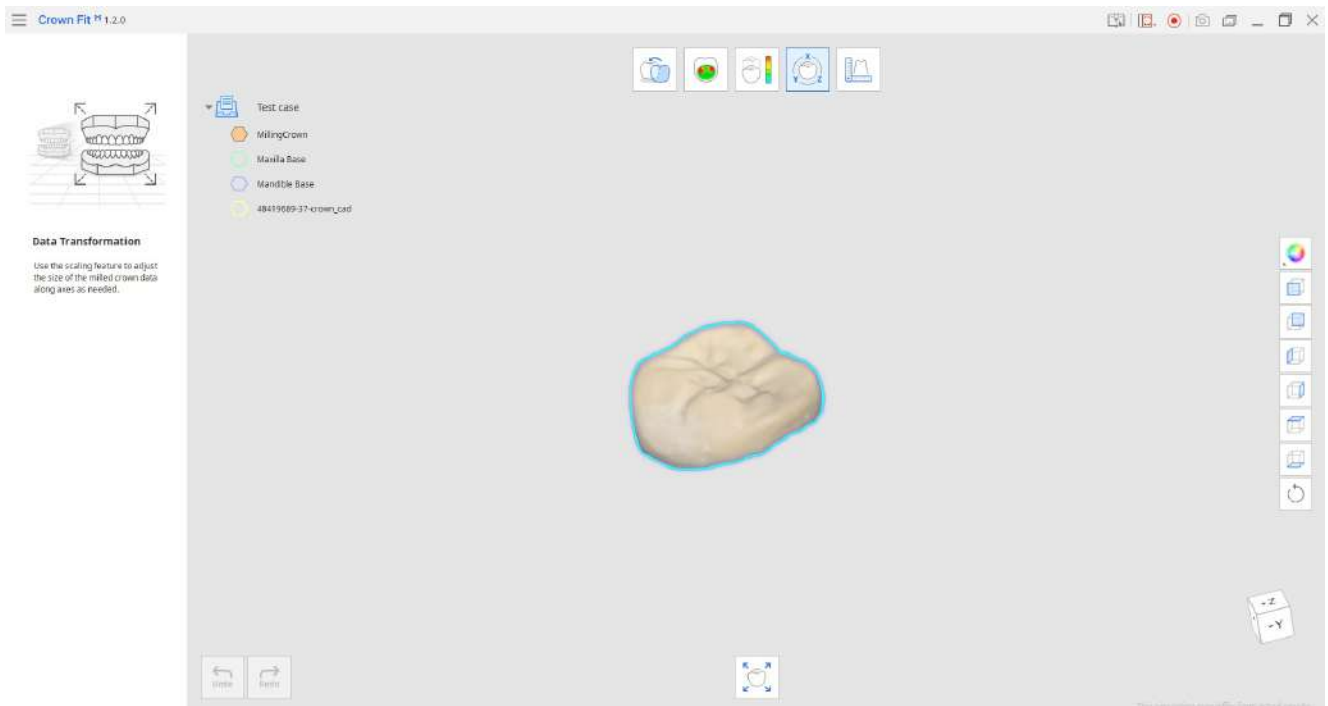 Crown Fit M 1.2.0
Test case
MillingCrown
Maxilla Base
Mandible Base
48419689-37-crown_cad
Data Transformation
Use the scaling feature to adjust
the size of the milled crown data
along axes as needed.
X
Y Z
-Z
-Y
Undo
Redo